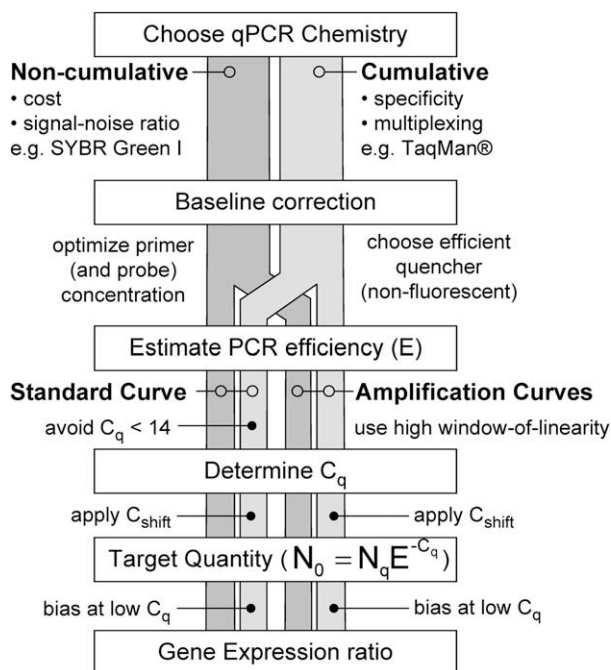 Choose qPCR Chemistry
Non-cumulative
• cost
• signal-noise ratio
e.g. SYBR Green I
Cumulative
• specificity
• multiplexing
e.g. TaqMan®
Baseline correction
optimize primer
(and probe)
concentration
choose efficient
quencher
(non-fluorescent)
Estimate PCR efficiency (E)
Standard Curve
Amplification Curves
avoid Cq < 14
use high window-of-linearity
Determine Cq
apply Cshift
apply Cshift
Target Quantity ( N0 = NqE-Cq )
bias at low Cq
bias at low Cq
Gene Expression ratio